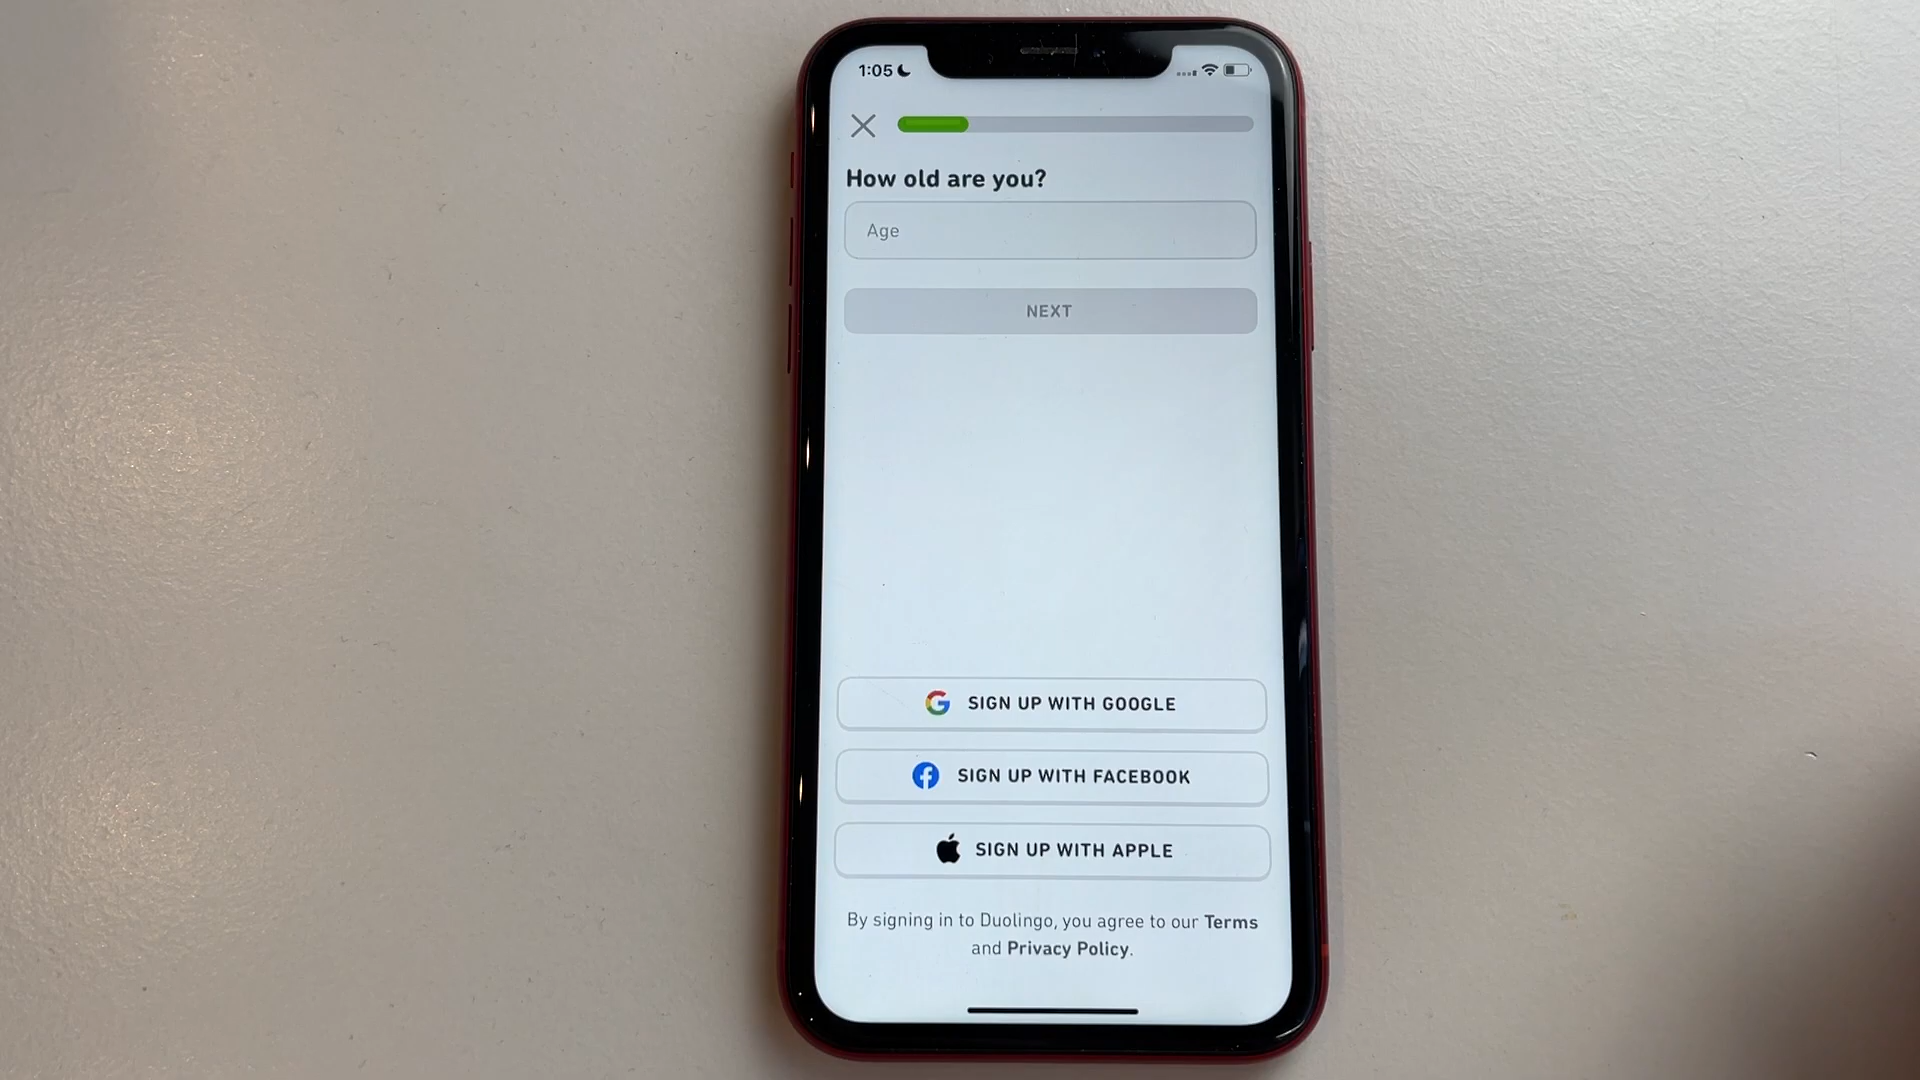 1:05
How old are you?
Age
NEXT
SIGN UP WITH GOOGLE
SIGN UP WITH FACEBOOK
SIGN UP WITH APPLE
By signing in to Duolingo, you agree to our Terms
and Privacy Policy.